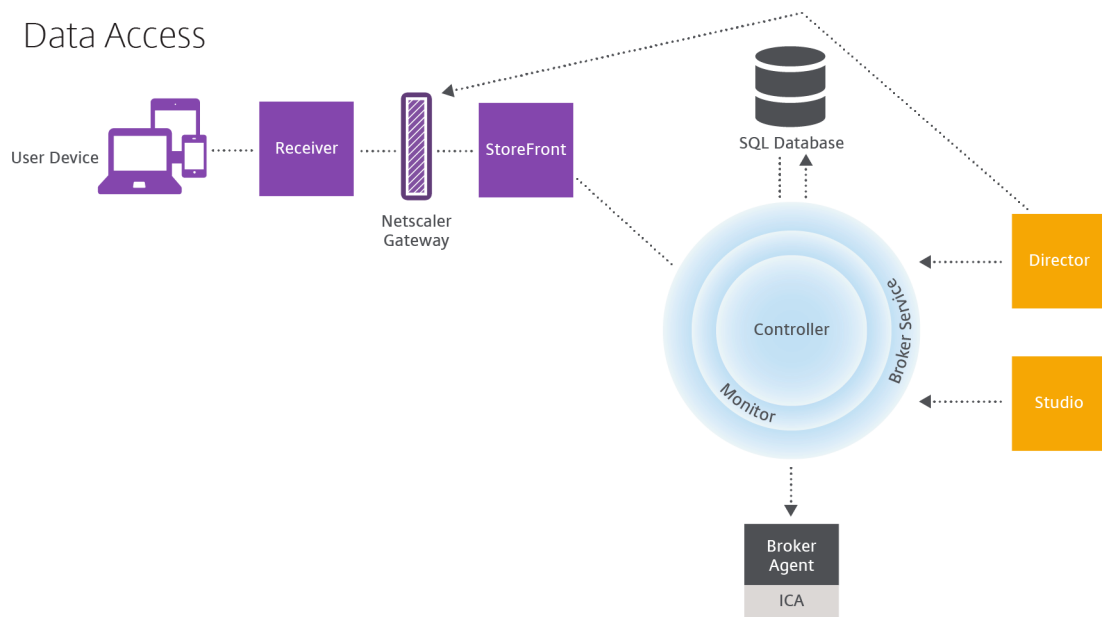 Data Access
User Device
Receiver
Netscaler
Gateway
StoreFront
SQL Database
Controller
Monitor
Broker Service
Director
Studio
Broker
Agent
ICA